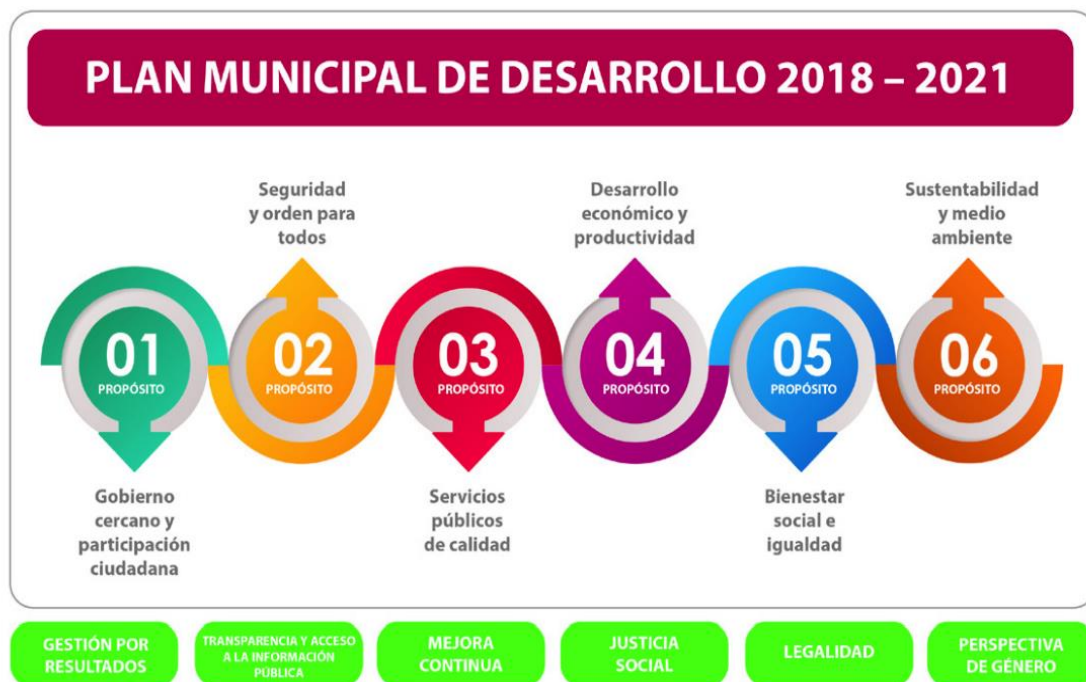 PLAN MUNICIPAL DE DESARROLLO 2018 – 2021
Seguridad
y orden para
todos
Desarrollo
económico y
productividad
Sustentabilidad
y medio
ambiente
01
PROPÓSITO
02
PROPÓSITO
03
PROPÓSITO
04
PROPÓSITO
05
PROPÓSITO
06
PROPÓSITO
Gobierno
cercano y
participación
ciudadana
Servicios
públicos
de calidad
Bienestar
social e
igualdad
GESTIÓN POR
RESULTADOS
TRANSPARENCIA Y ACCESO
A LA INFORMACIÓN
PÚBLICA
MEJORA
CONTINUA
JUSTICIA
SOCIAL
LEGALIDAD
PERSPECTIVA
DE GÉNERO